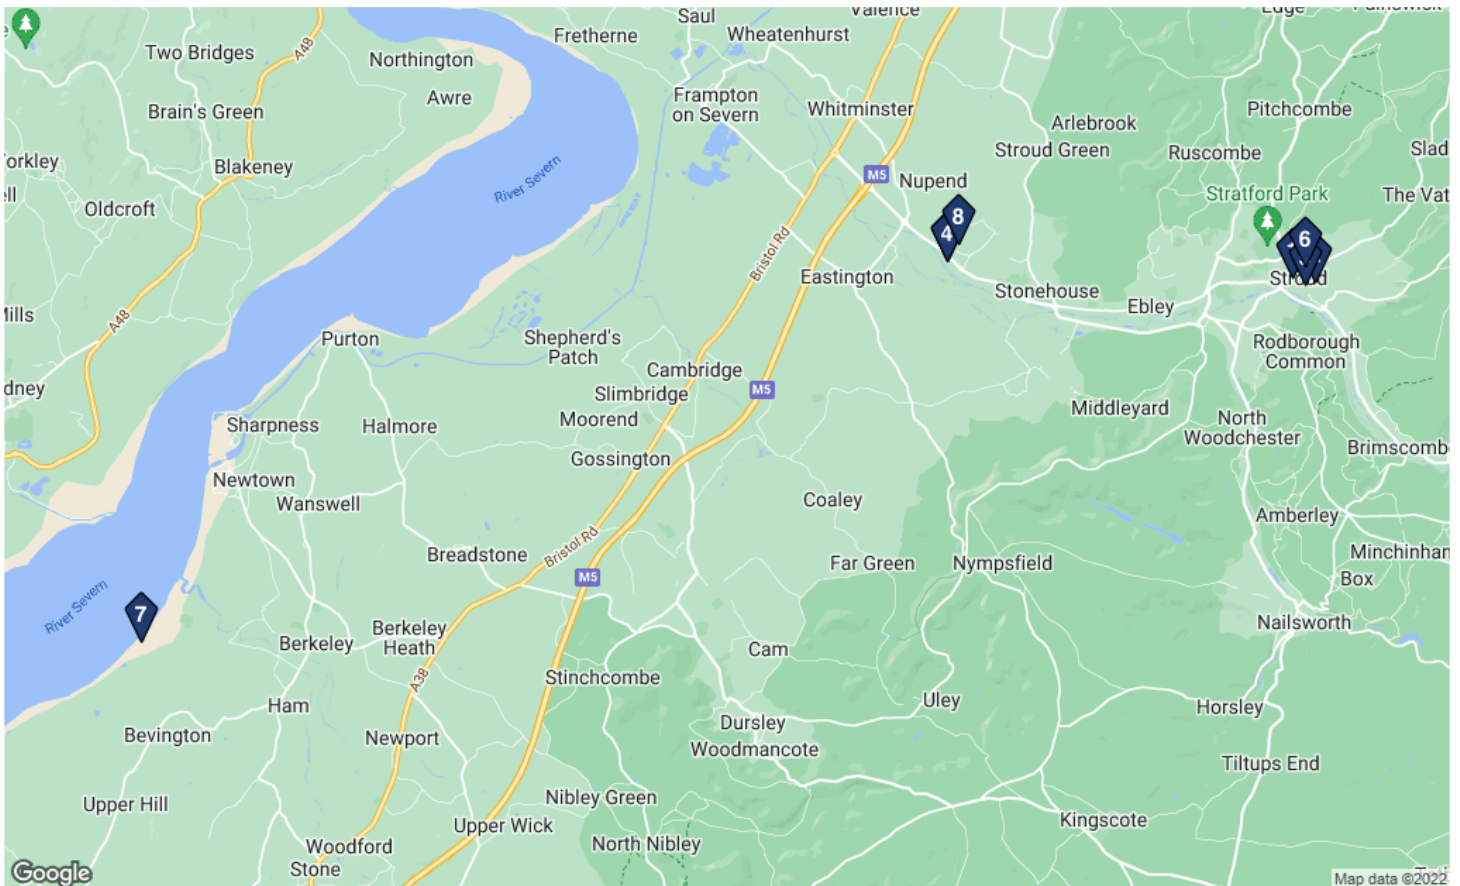 Saul
Valence
Edge
Two Bridges
A48
Northington
Fretherne
Wheatenhurst
Awre
Brain's Green
Frampton
on Severn
Whitminster
Pitchcombe
Arlebrook
Stroud Green
Ruscombe
Slad
Blakeney
River Severn
M5
Nupend
Stratford Park
The Vat
Oldcroft
8
4
6
Bristol Rd
Eastington
Stroud
Stonehouse
Ebley
A48
Purton
Shepherd's
Patch
Rodborough
Common
Cambridge
Slimbridge
M5
Moorend
Middleyard
Sharpness
Halmore
North
Woodchester
Brimscomb
Gossington
Newtown
Wanswell
Coaley
Amberley
Bristol Rd
Breadstone
Far Green
Nympsfield
Minchinhan
M5
Box
River Severn
7
Berkeley
Berkeley
Heath
Nailsworth
Cam
A38
Stinchcombe
Uley
Ham
Horsley
Bevington
Newport
Dursley
Woodmancote
Tiltups End
Upper Hill
Nibley Green
Upper Wick
Kingscote
Woodford
North Nibley
Stone
Google
Map data ©2022